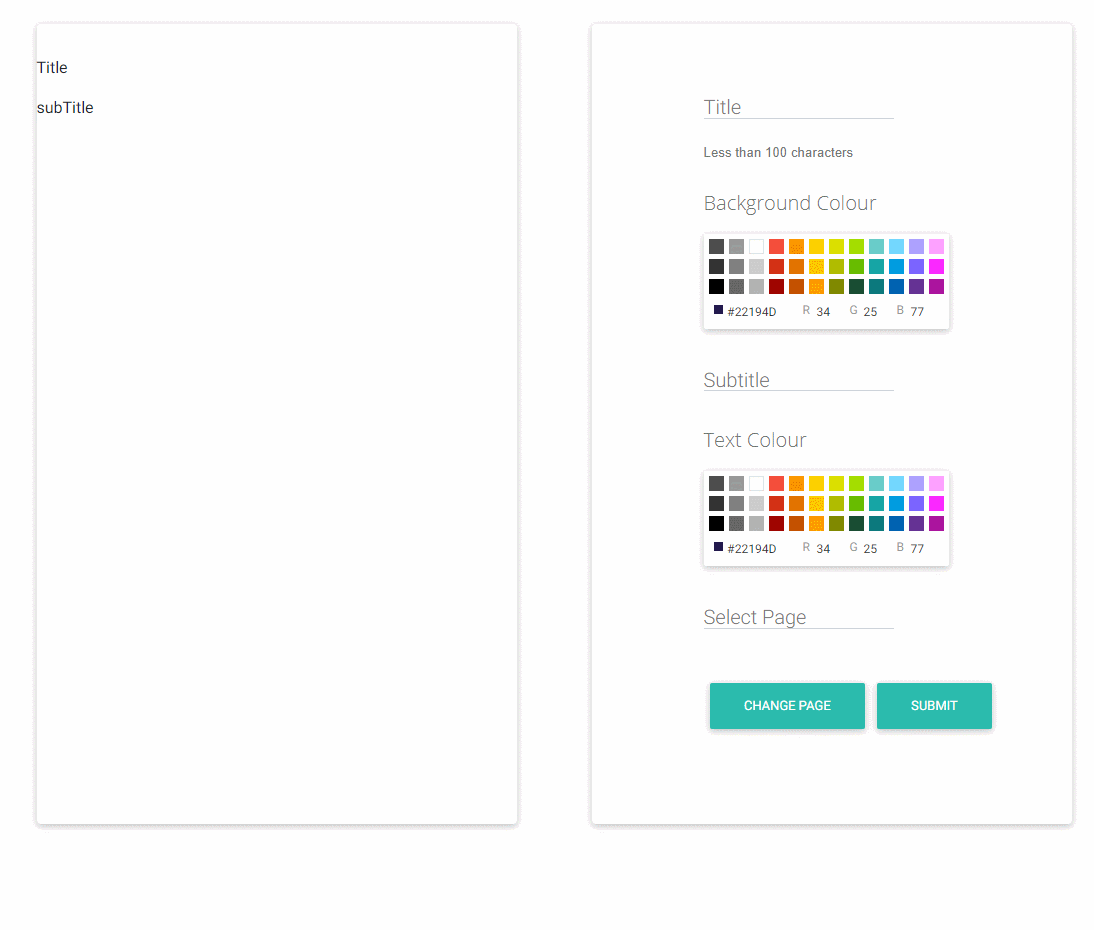 Title
subTitle
Title
Less than 100 characters
Background Colour
#22194D R 34 G 25 B 77
Subtitle
Text Colour
#22194D R 34 G 25 B 77
Select Page
CHANGE PAGE SUBMIT